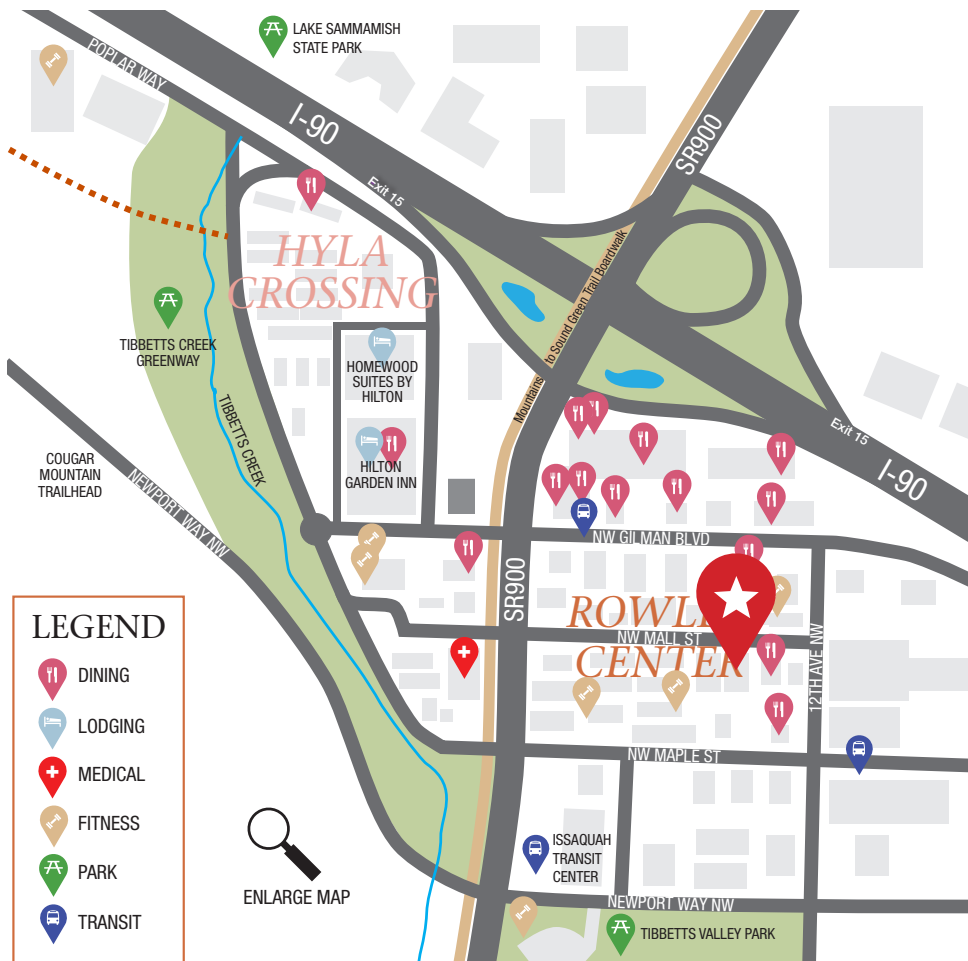 LAKE SAMMAMISH
STATE PARK
POPLAR WAY
I-90
SR900
Exit 15
HYLA
CROSSING
Mountains to Sound Green Trail Boardwalk
TIBBETTS CREEK
GREENWAY
HOMEWOOD
SUITES BY
HILTON
TIBBETTS CREEK
HILTON
GARDEN INN
COUGAR
MOUNTAIN
TRAILHEAD
NEWPORT WAY NW
Exit 15
I-90
NW GILMAN BLVD
SR900
ROWLE
CENTER
NW MALL ST
12TH AVE NW
NW MAPLE ST
LEGEND
DINING
LODGING
MEDICAL
FITNESS
PARK
TRANSIT
ENLARGE MAP
ISSAQUAH
TRANSIT
CENTER
NEWPORT WAY NW
TIBBETTS VALLEY PARK